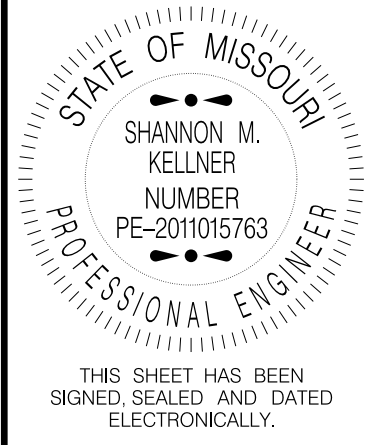 STATE OF MISSOURI
SHANNON M.
KELLNER
NUMBER
PE–2011015763
PROFESSIONAL ENGINEER
THIS SHEET HAS BEEN
SIGNED, SEALED AND DATED
ELECTRONICALLY.